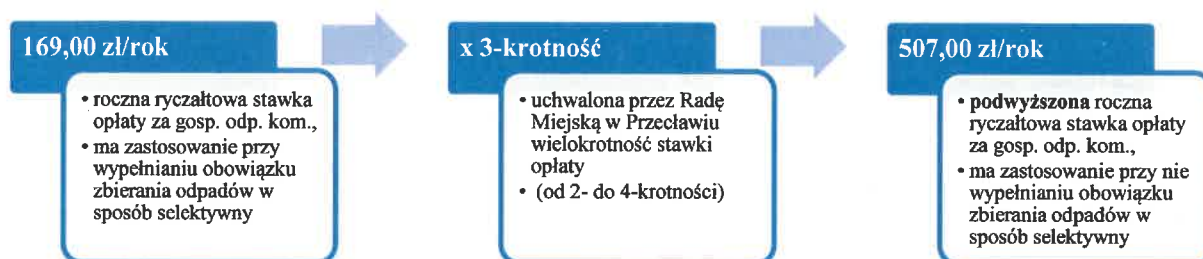 169,00 zł/rok
• roczna ryczałtowa stawka
opłaty za gosp. odp. kom.,
• ma zastosowanie przy
wypełnianiu obowiązku
zbierania odpadów w
sposób selektywny
x 3-krotność
• uchwalona przez Radę
Miejską w Przecławiu
wielokrotność stawki
opłaty
• (od 2- do 4-krotności)
507,00 zł/rok
• podwyższona roczna
ryczałtowa stawka opłaty
za gosp. odp. kom.,
• ma zastosowanie przy nie
wypełnianiu obowiązku
zbierania odpadów w
sposób selektywny